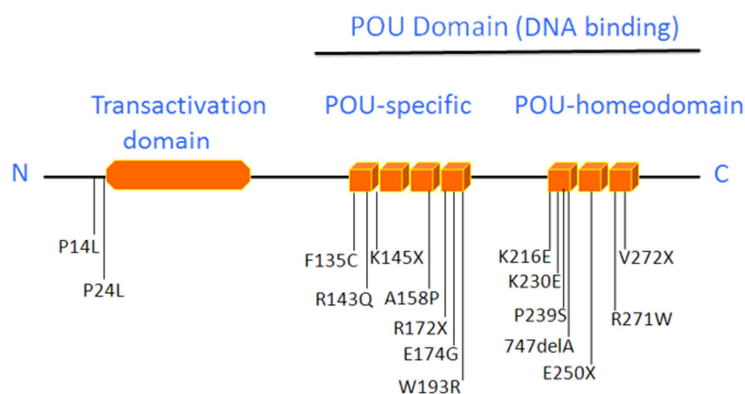 POU Domain (DNA binding)
Transactivation
domain
POU-specific
POU-homeodomain
N
C
P14L
P24L
F135C
K145X
R143Q
A158P
R172X
E174G
W193R
K216E
K230E
P239S
747delA
E250X
V272X
R271W